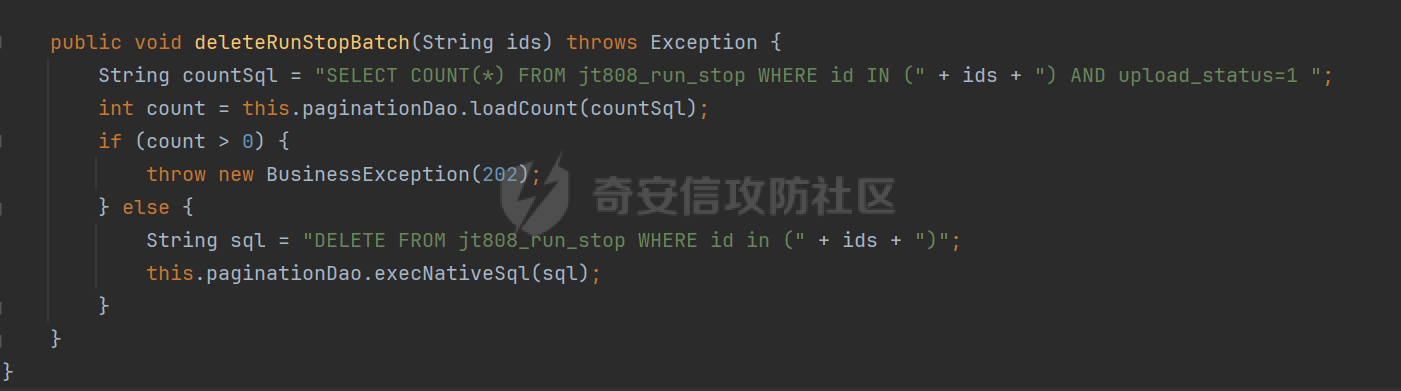 public void deleteRunStopBatch(String ids) throws Exception {
String countSql = "SELECT COUNT(*) FROM jt808_run_stop WHERE id IN (" + ids + ") AND upload_status=1 ";
int count = this.paginationDao.loadCount(countSql);
if (count > 0) {
throw new BusinessException(202);
} else {
String sql = "DELETE FROM jt808_run_stop WHERE id in (" + ids + ")";
this.paginationDao.execNativeSql(sql);
}
}
}
奇安信攻防社区